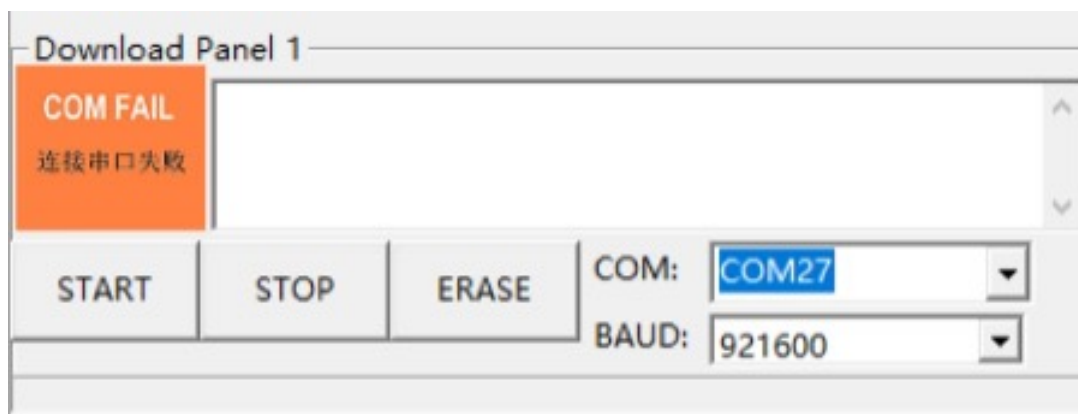 Download Panel 1
COM FAIL
连接串口失败
START
STOP
ERASE
COM:
COM27
BAUD:
921600